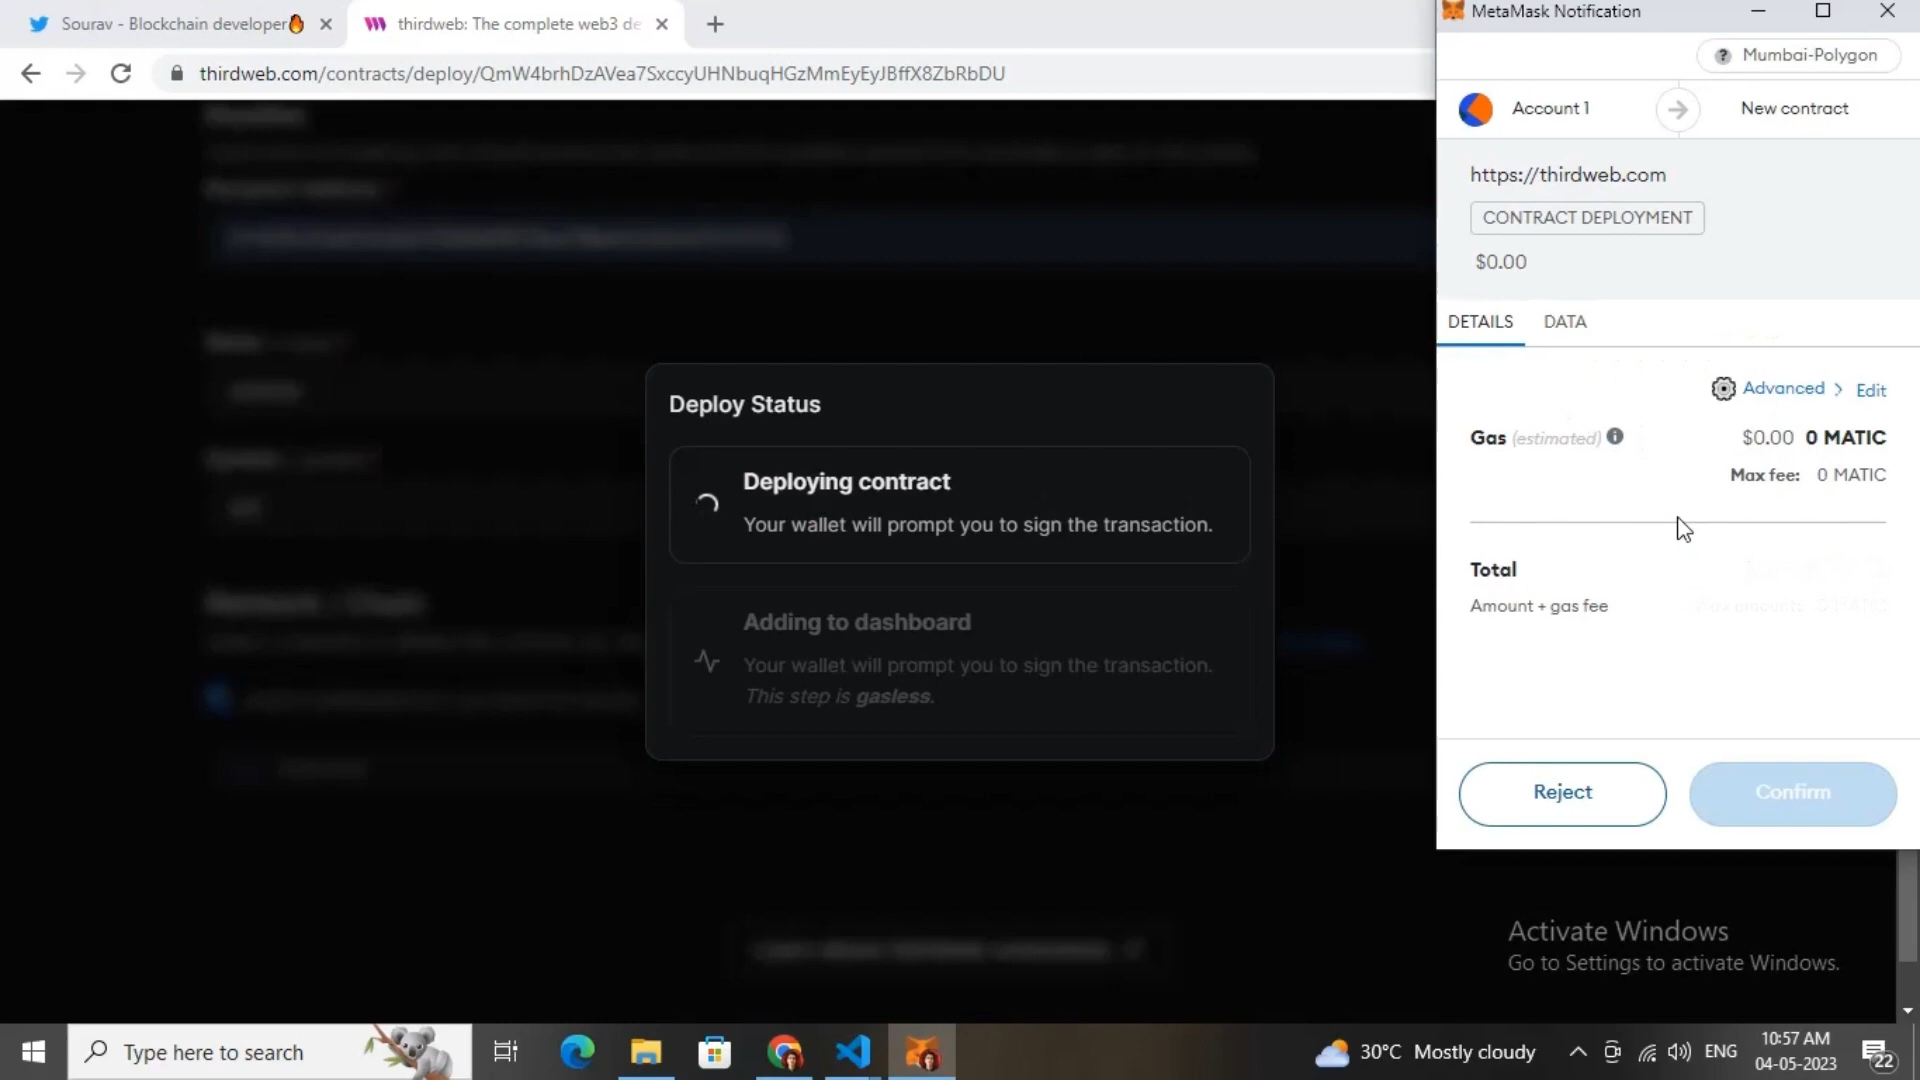 Sourav - Blockchain developer🔥
thirdweb: The complete web3 de
MetaMask Notification
thirdweb.com/contracts/deploy/QmW4brhDzAVea7SxccyUHNbuqHGzMmEyEyJBffX8ZbRbDU
? Mumbai-Polygon
Account 1
New contract
https://thirdweb.com
CONTRACT DEPLOYMENT
$0.00
DETAILS DATA
Advanced > Edit
Gas (estimated) $0.00 0 MATIC
Max fee: 0 MATIC
Total
Amount + gas fee
Reject
Confirm
Deploy Status
Deploying contract
Your wallet will prompt you to sign the transaction.
Adding to dashboard
Your wallet will prompt you to sign the transaction.
This step is gasless.
Activate Windows
Go to Settings to activate Windows.
Type here to search
30°C Mostly cloudy
ENG
10:57 AM
04-05-2023
22